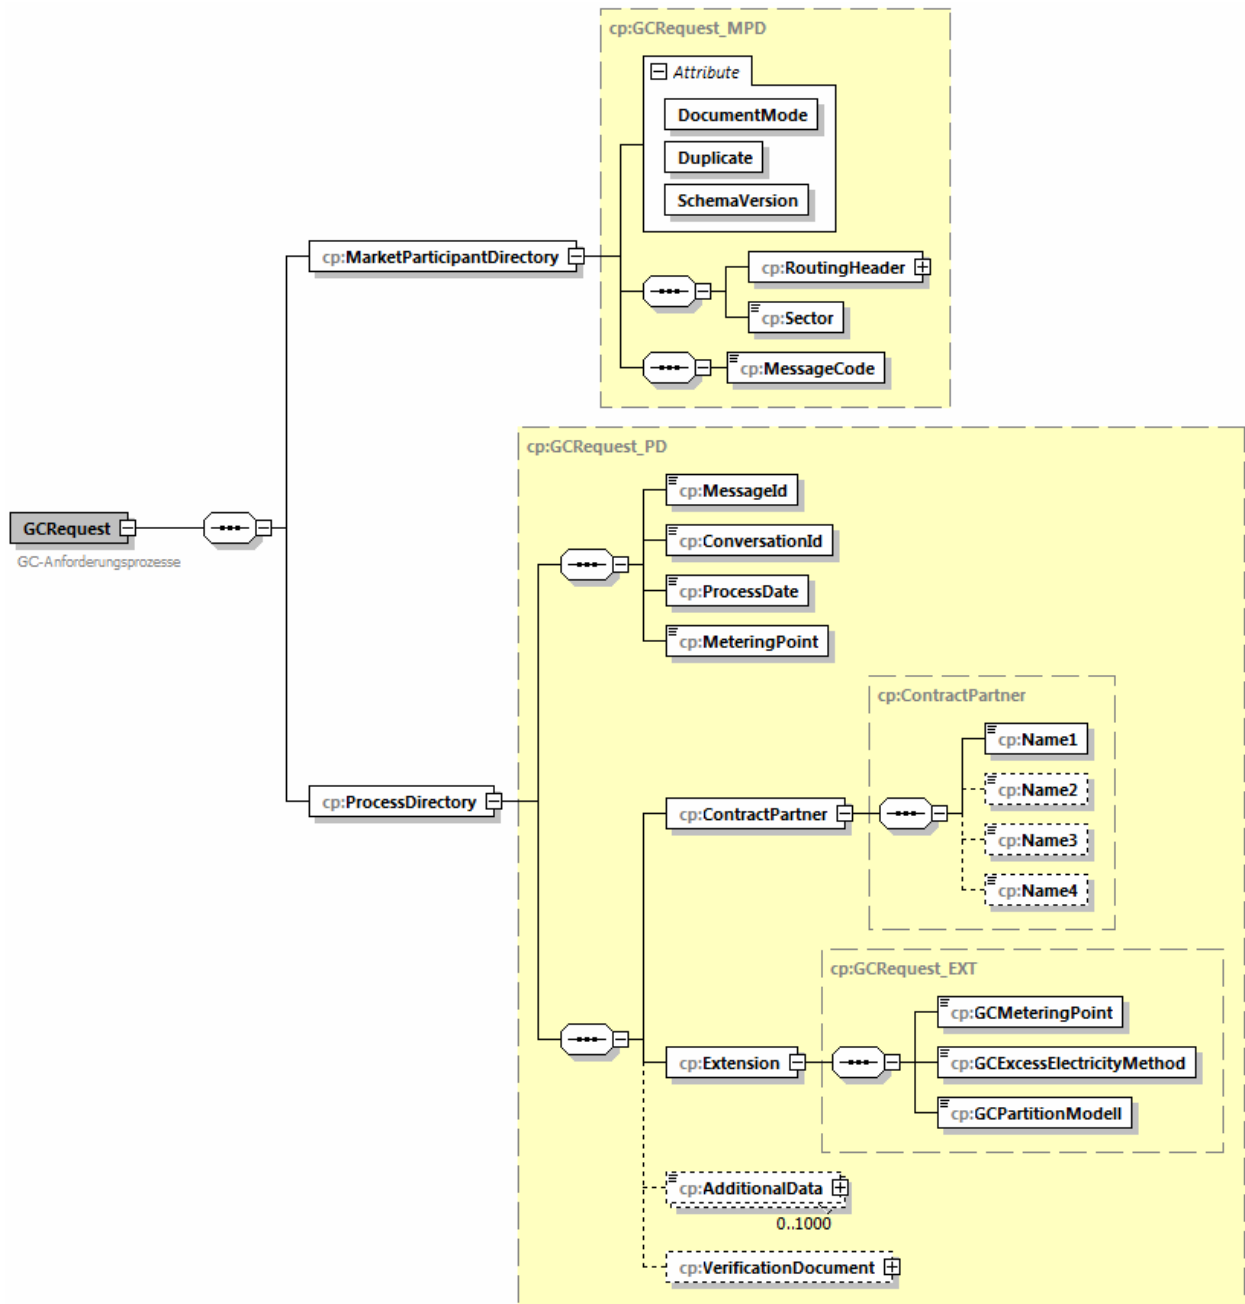 cp:GCRequest_MPD
Attribute
DocumentMode
Duplicate
SchemaVersion
cp:MarketParticipantDirectory
cp:RoutingHeader
cp:Sector
cp:MessageCode
cp:GCRequest_PD
cp:MessageId
GCRequest
cp:ConversationId
GC-Anforderungsprozesse
cp:ProcessDate
cp:MeteringPoint
cp:ContractPartner
cp:Name1
cp:Name2
cp:ProcessDirectory
cp:ContractPartner
cp:Name3
cp:Name4
cp:GCRequest_EXT
cp:GCMeteringPoint
cp:Extension
cp:GCExcessElectricityMethod
cp:GCPartitionModell
cp:AdditionalData
0..1000
cp:VerificationDocument